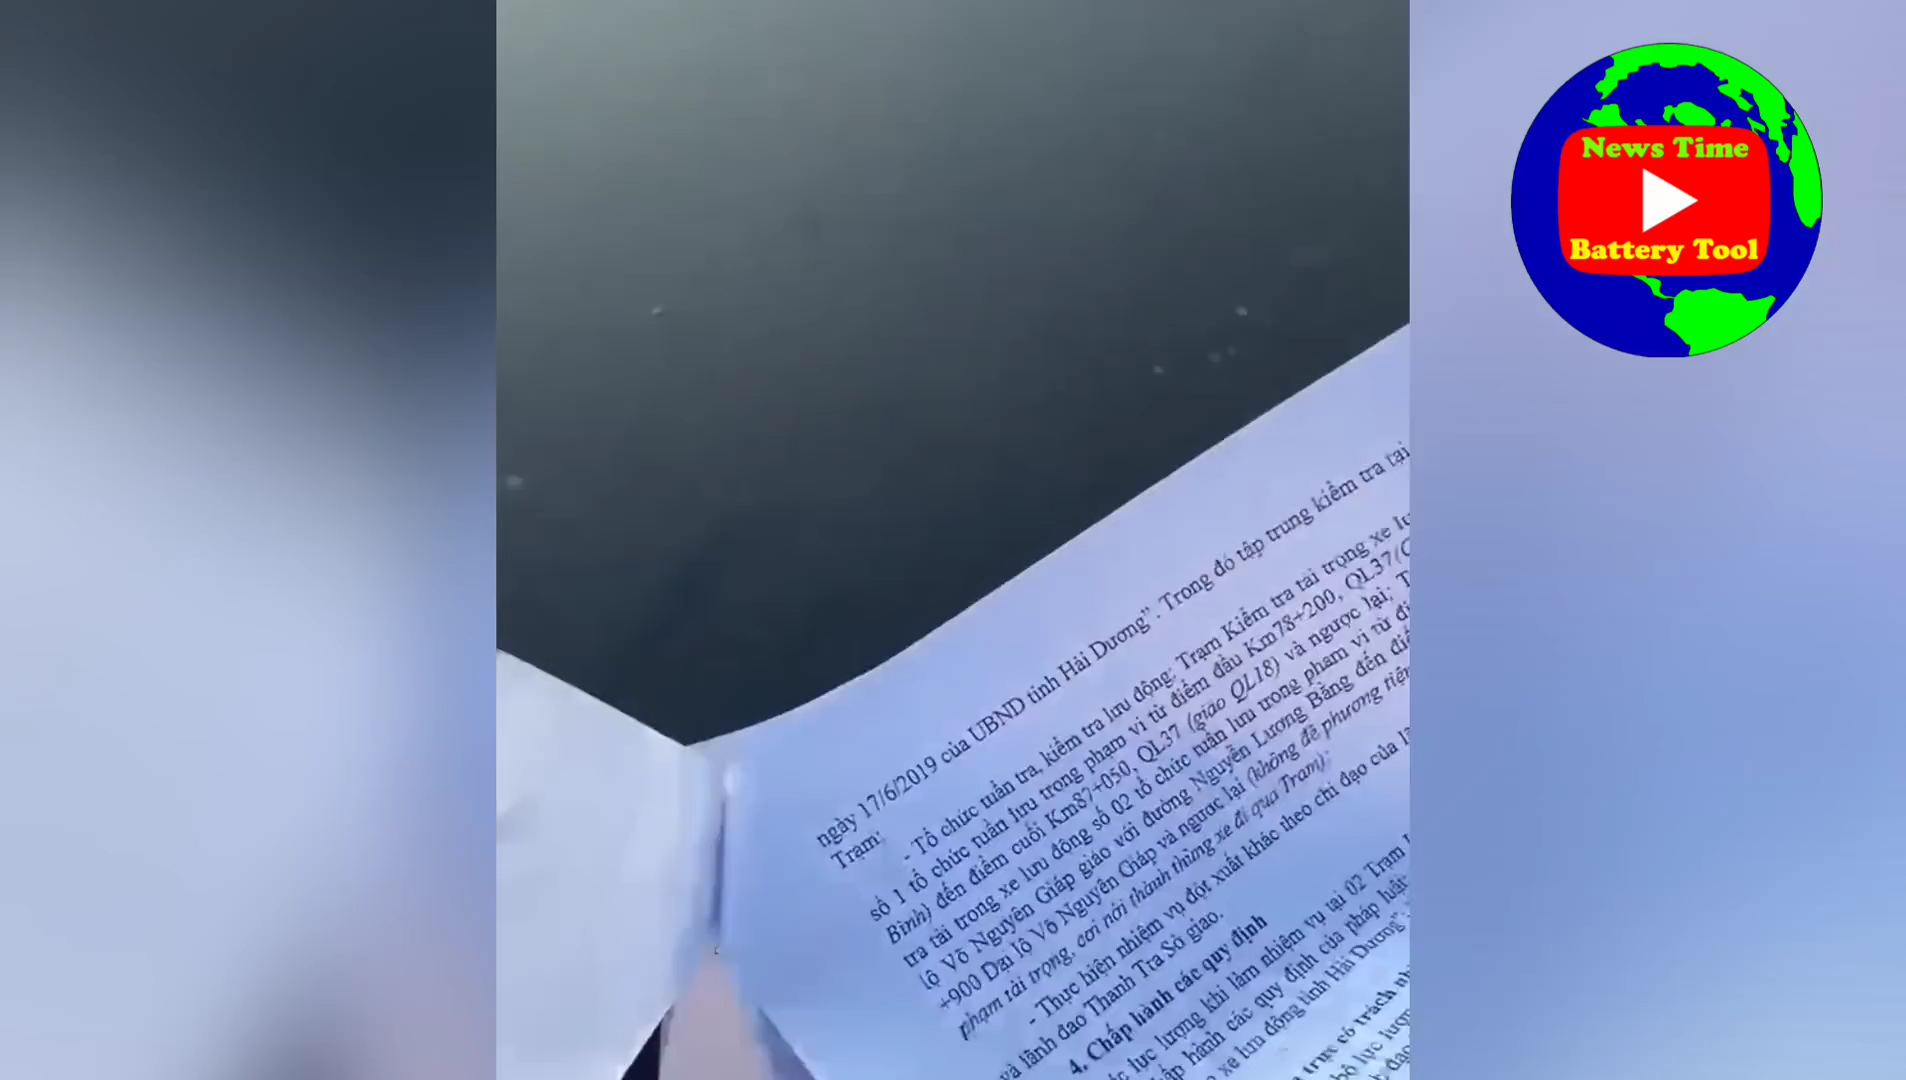 News Time
Battery Tool
ngày 17/6/2019 của UBND tỉnh Hải Dương". Trong đó tập trung kiểm tra tại
Trạm;
- Tổ chức tuần tra, kiểm tra lưu động: Trạm Kiểm tra tải trọng xe
số 1 tổ chức tuần lưu trong phạm vi từ điểm đầu Km78+200, QL37
Bình) đến điểm cuối Km87+050, QL37 (giao QL18) và ngược lại;
tra tải trong xe lưu động số 02 tổ chức tuần lưu trong phạm vi từ
lộ Võ Nguyên Giáp giao với đường Nguyễn Lương Bằng đến
+900 Đại lộ Võ Nguyên Giáp và ngược lại (không để phương
phạm tải trọng, cơi nới thành thùng xe đi qua Trạm);
- Thực hiện nhiệm vụ đột xuất khác theo chỉ đạo của
và lãnh đạo Thanh Tra Sở giao.
4. Chấp hành các quy định
lực lượng khi làm nhiệm vụ tại 02 Trạm
hành các quy định của pháp luật
xe lưu động tỉnh Hải Dương"
trực có trách
lực